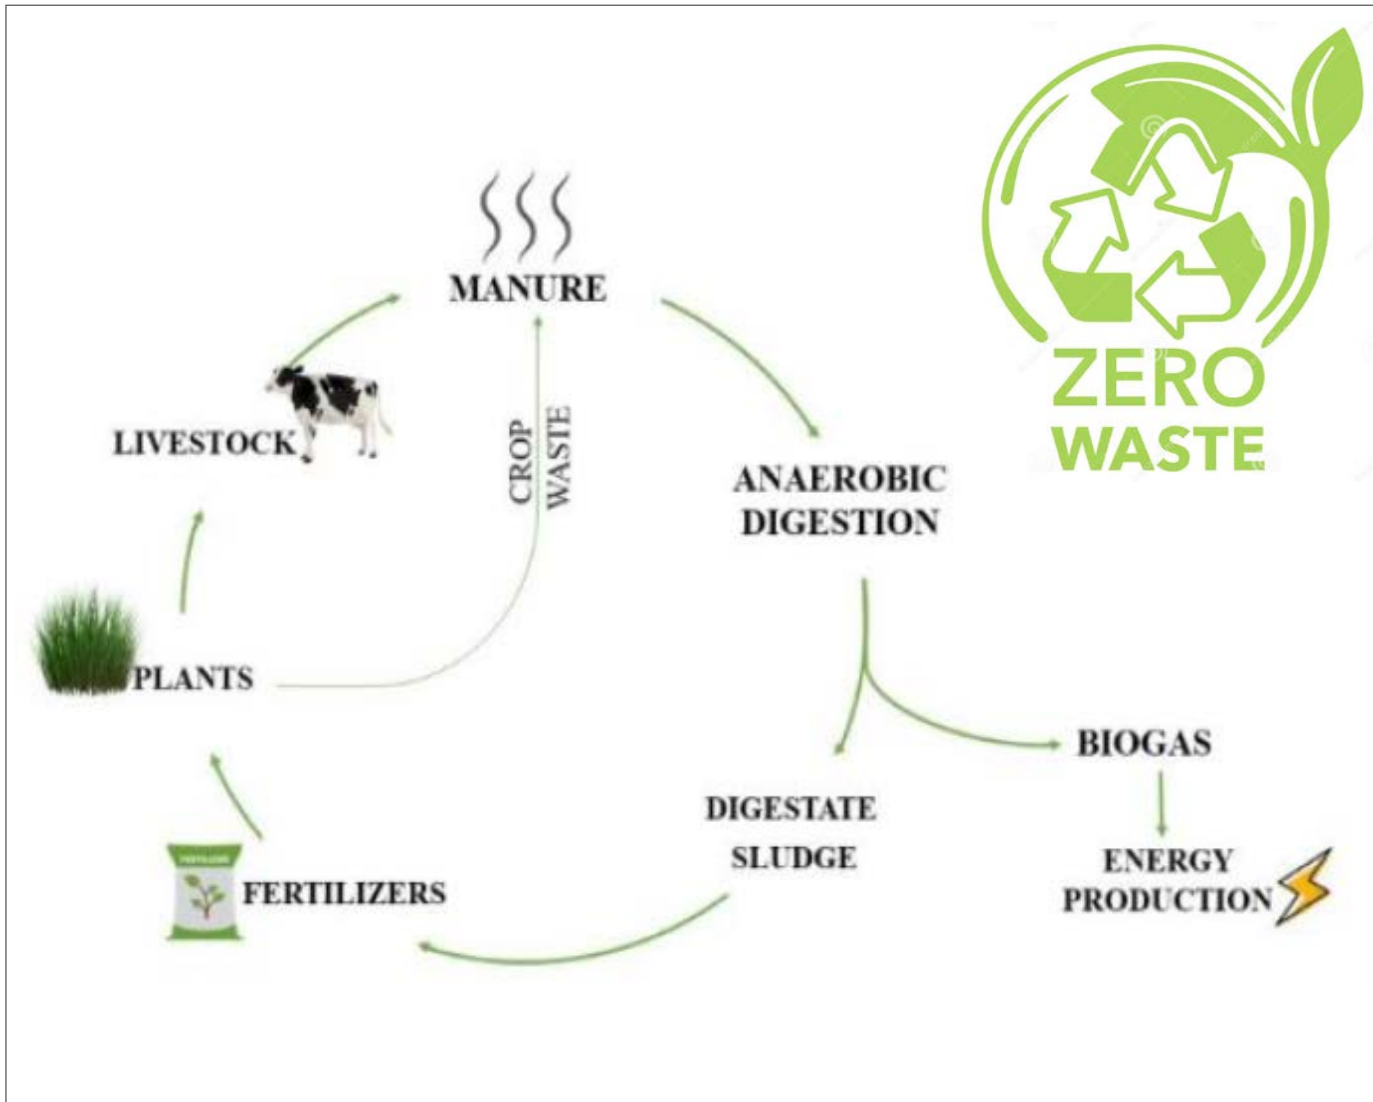 ZERO
WASTE
MANURE
LIVESTOCK
CROP
WASTE
ANAEROBIC
DIGESTION
PLANTS
BIOGAS
DIGESTATE
SLUDGE
ENERGY
PRODUCTION
FERTILIZERS